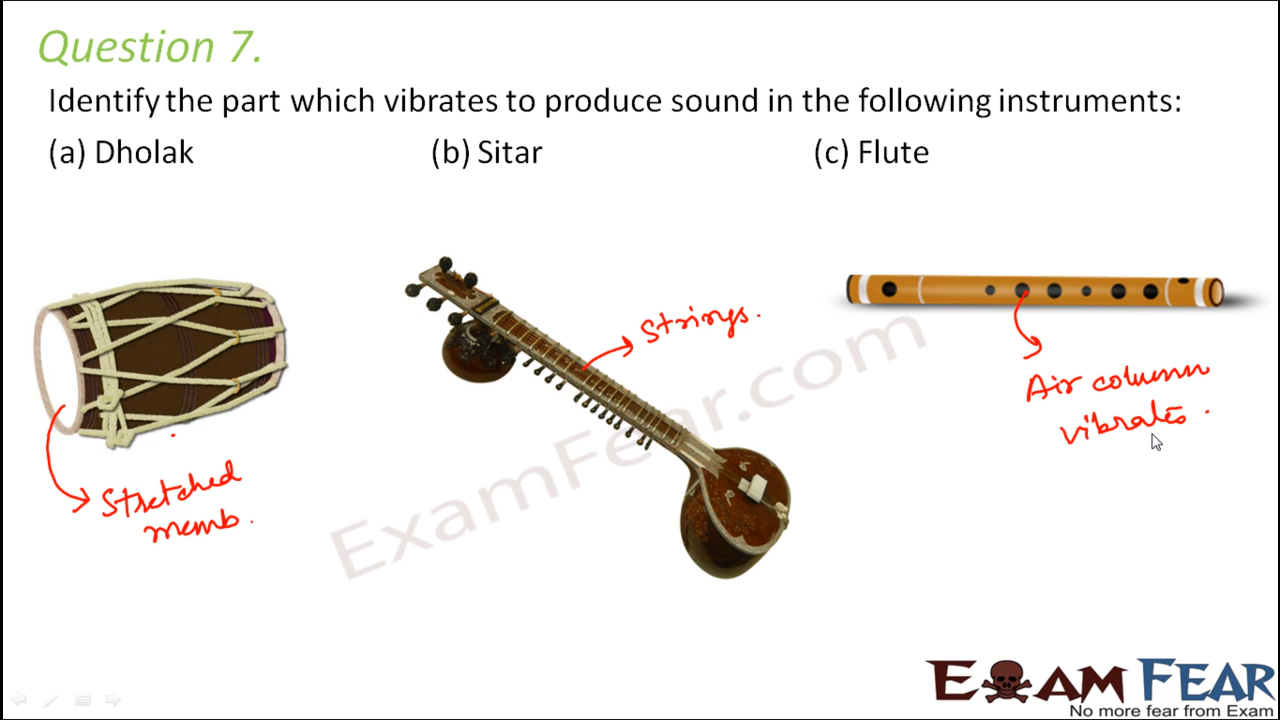 Question 7.
Identify the part which vibrates to produce sound in the following instruments:
(a) Dholak (b) Sitar (c) Flute
Strings.
Air column
vibrates.
Stretched
memb.
ExamFear.com
EXAM FEAR
No more fear from Exam